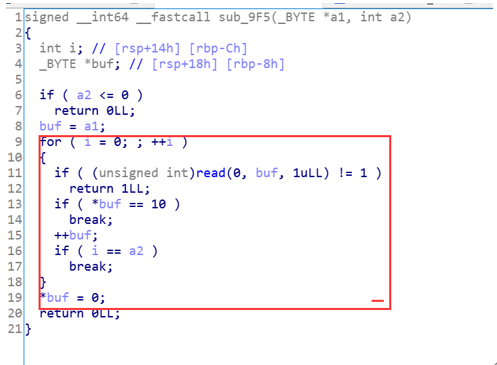 1 signed __int64 __fastcall sub_9F5(_BYTE *a1, int a2)
2 {
3 int i; // [rsp+14h] [rbp-Ch]
4 _BYTE *buf; // [rsp+18h] [rbp-8h]
5
6 if ( a2 <= 0 )
7 return 0LL;
8 buf = a1;
9 for ( i = 0; ; ++i )
10 {
11 if ( (unsigned int)read(0, buf, 1uLL) != 1 )
12 return 1LL;
13 if ( *buf == 10 )
14 break;
15 ++buf;
16 if ( i == a2 )
17 break;
18 }
19 *buf = 0;
20 return 0LL;
21 }